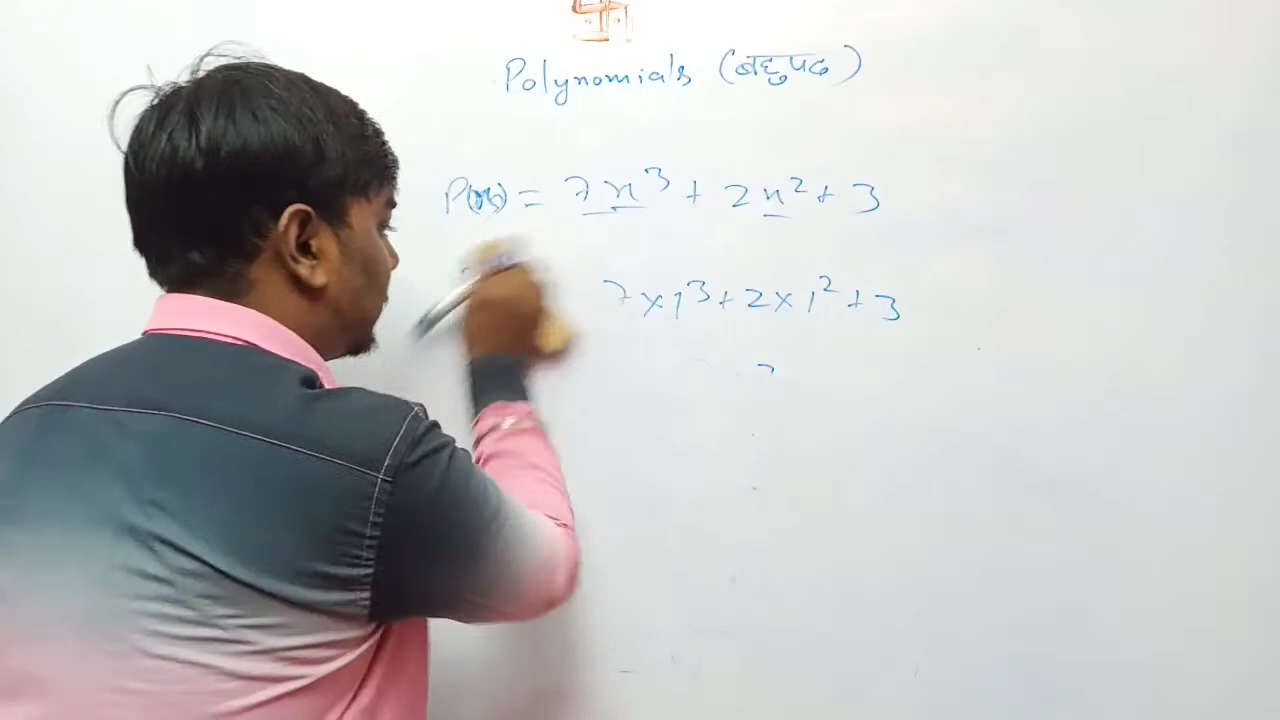 Polynomials (बहुपद)
P(x) = 7x³ + 2x² + 3
7×1³ + 2×1² + 3